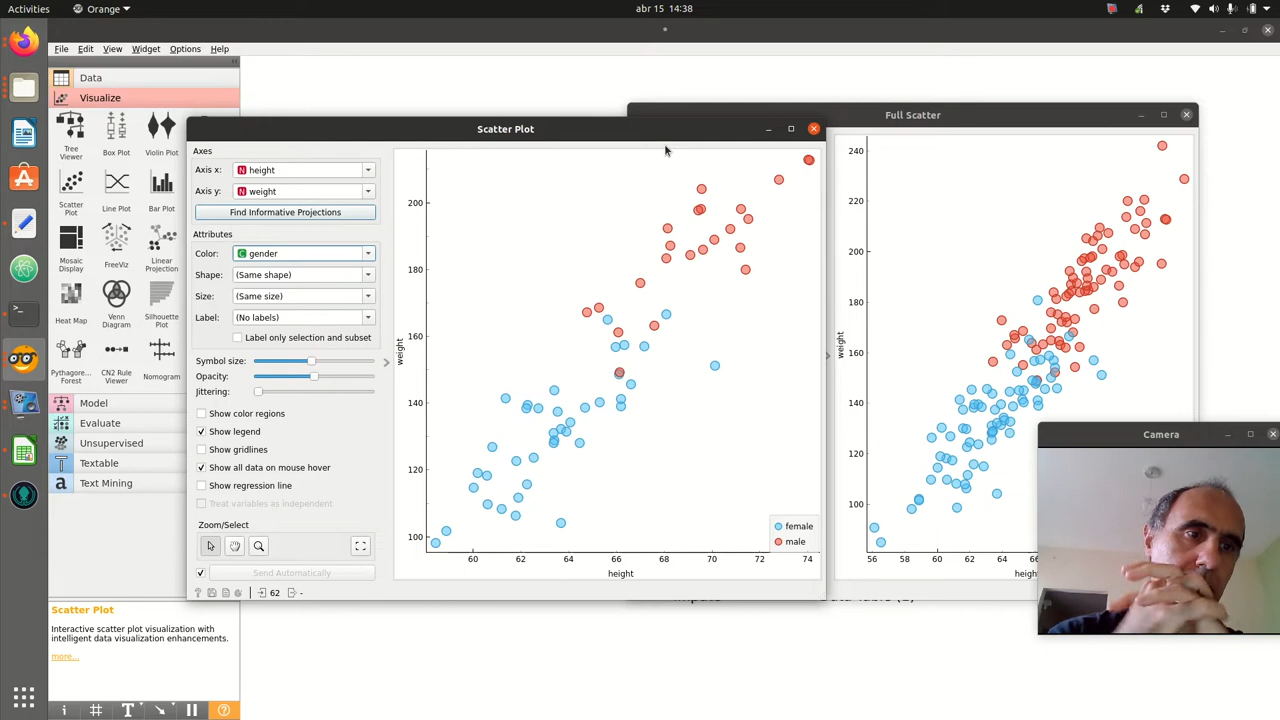 Activities
Orange
abr 15 14:38
File Edit View Widget Options Help
Data
Visualize
Tree Viewer
Box Plot
Violin Plot
Scatter Plot
Line Plot
Bar Plot
Mosaic Display
FreeViz
Linear Projection
Heat Map
Venn Diagram
Silhouette Plot
Pythagore... Forest
CN2 Rule Viewer
Nomogram
Model
Evaluate
Unsupervised
Textable
Text Mining
Scatter Plot
Interactive scatter plot visualization with
intelligent data visualization enhancements.
more...
Scatter Plot
Axes
Axis x: height
Axis y: weight
Find Informative Projections
Attributes
Color: gender
Shape: (Same shape)
Size: (Same size)
Label: (No labels)
Label only selection and subset
Symbol size:
Opacity:
Jittering:
Show color regions
Show legend
Show gridlines
Show all data on mouse hover
Show regression line
Treat variables as independent
Zoom/Select
Send Automatically
62 -
weight
200
180
160
140
120
100
60 62 64 66 68 70 72 74
height
female
male
Full Scatter
weight
240
220
200
180
160
140
120
100
56 58 60 62 64
Camera